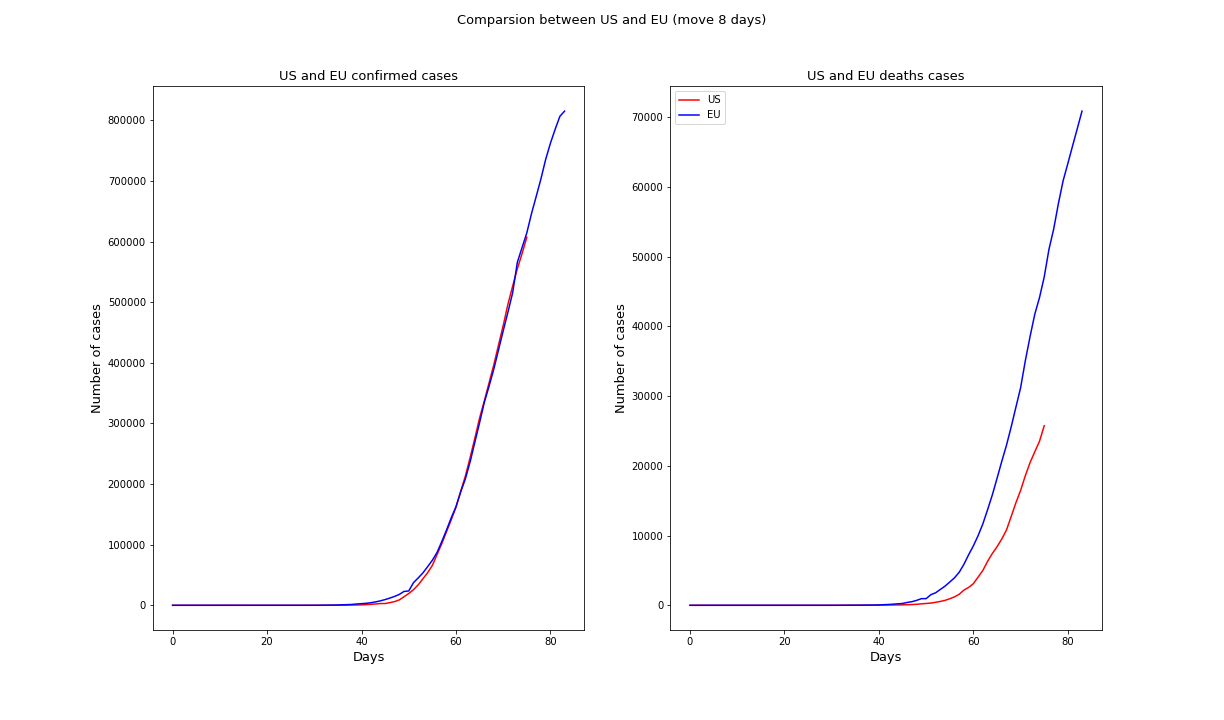 Comparsion between US and EU (move 8 days)
US and EU confirmed cases
Number of cases
800000
700000
600000
500000
400000
300000
200000
100000
0
0 20 40 60 80
Days
US and EU deaths cases
US
EU
Number of cases
70000
60000
50000
40000
30000
20000
10000
0
0 20 40 60 80
Days